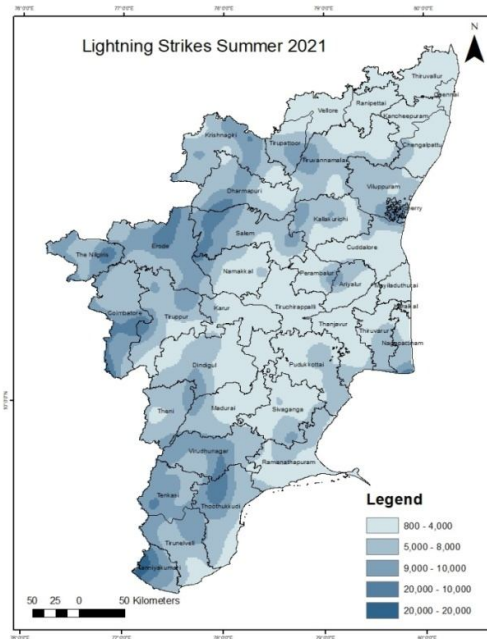 Lightning Strikes Summer 2021
N
Thiruvallur
Chennai
Ranipettai
Vellore
Kancheepuram
Krishnagiri
Tirupattoor
Chengalpattu
Tiruvannamalai
Dharmapuri
Viluppuram
Salem
Kallakurichi
Erode
The Nilgiris
Cuddalore
Namakkal
Perambalur
Ariyalur
Mayiladuthurai
Coimbatore
Tiruppur
Karur
Tiruchirappalli
Thanjavur
Thiruvarur
Nagapattinam
Dindigul
Pudukkottai
Theni
Madurai
Sivaganga
Virudhunagar
Ramanathapuram
Tenkasi
Thoothukkudi
Tirunelveli
Kanniyakumari
Legend
800 - 4,000
5,000 - 8,000
9,000 - 10,000
20,000 - 10,000
20,000 - 20,000
50 25 0 50 Kilometers